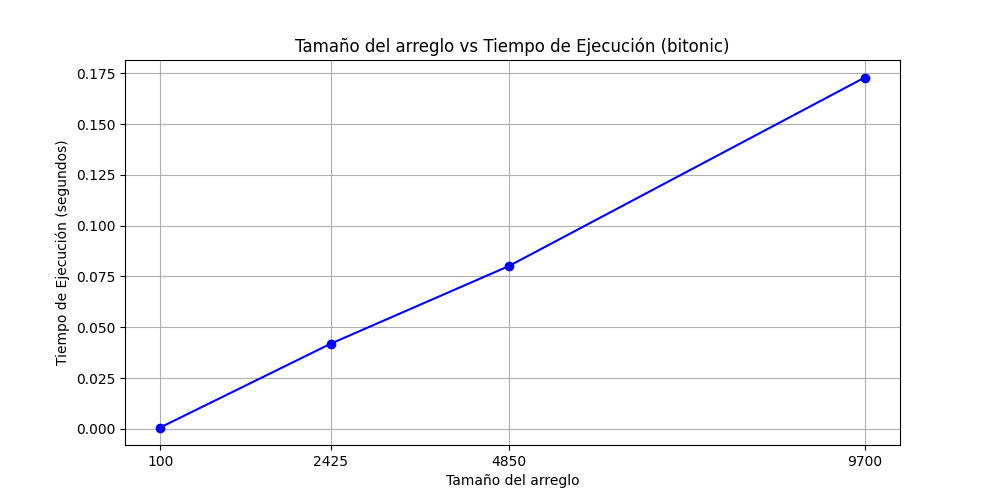 Tamaño del arreglo vs Tiempo de Ejecución (bitonic)
Tiempo de Ejecución (segundos)
0.175
0.150
0.125
0.100
0.075
0.050
0.025
0.000
100 2425 4850 9700
Tamaño del arreglo